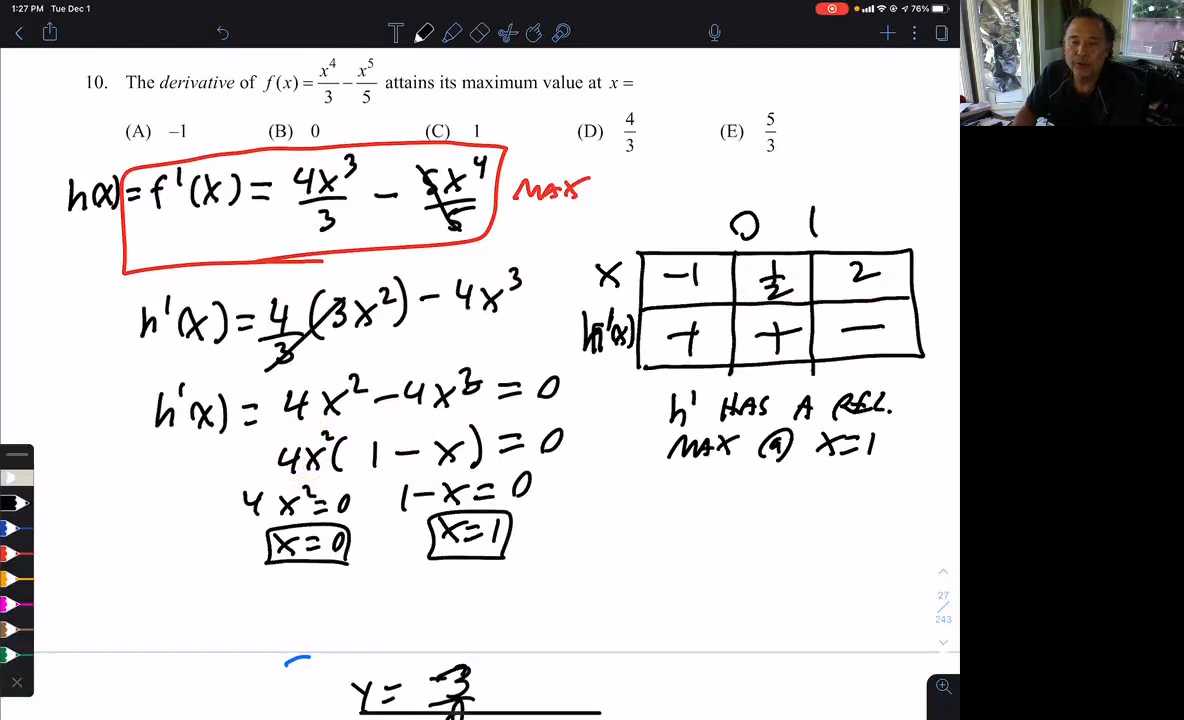 1:27 PM Tue Dec 1
76%
10. The derivative of f(x) = x⁴/3 − x⁵/5 attains its maximum value at x =
(A) −1 (B) 0 (C) 1 (D) 4/3 (E) 5/3
h(x) = f'(x) = 4x³/3 − 5x⁴/5 MAX
0 1
x −1 1/2 2
h'(x) + + −
h'(x) = 4/3 (3x²) − 4x³
h'(x) = 4x² − 4x³ = 0
h' HAS A REL.
MAX @ x=1
4x²(1 − x) = 0
4x²=0 1−x = 0
x = 0 x = 1
27
/
243
y =